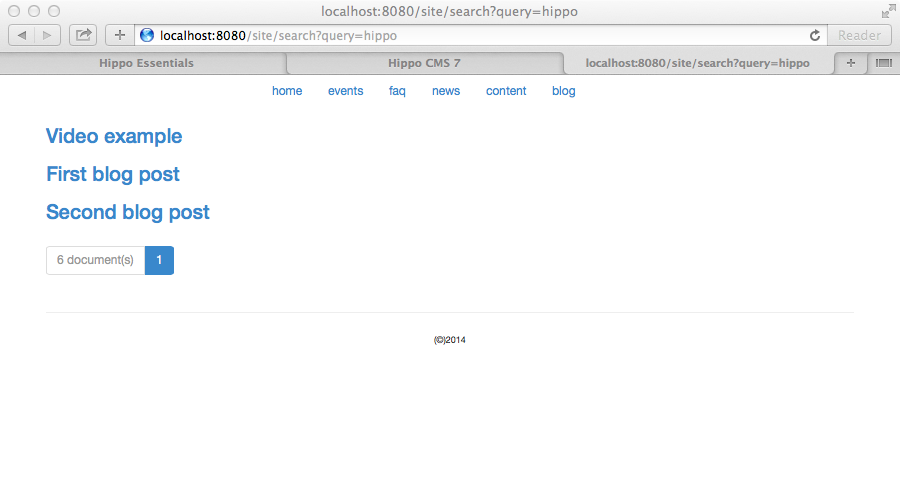 localhost:8080/site/search?query=hippo
localhost:8080/site/search?query=hippo Reader
Hippo Essentials Hippo CMS 7 localhost:8080/site/search?query=hippo
home events faq news content blog
Video example
First blog post
Second blog post
6 document(s) 1
(©)2014